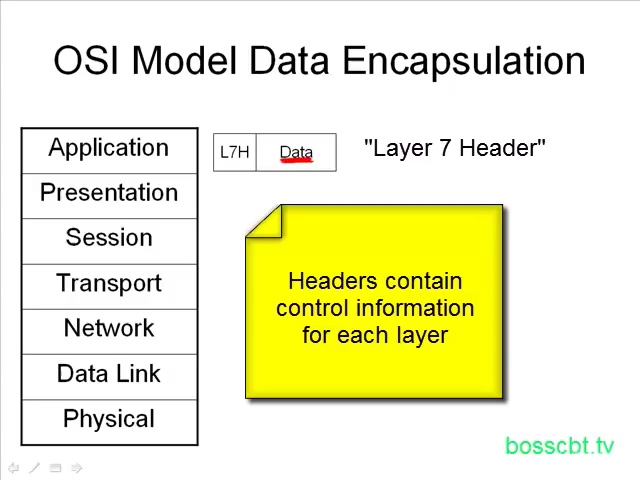 OSI Model Data Encapsulation
Application
L7H
Data
"Layer 7 Header"
Presentation
Session
Transport
Network
Data Link
Physical
Headers contain
control information
for each layer
bosscbt.tv